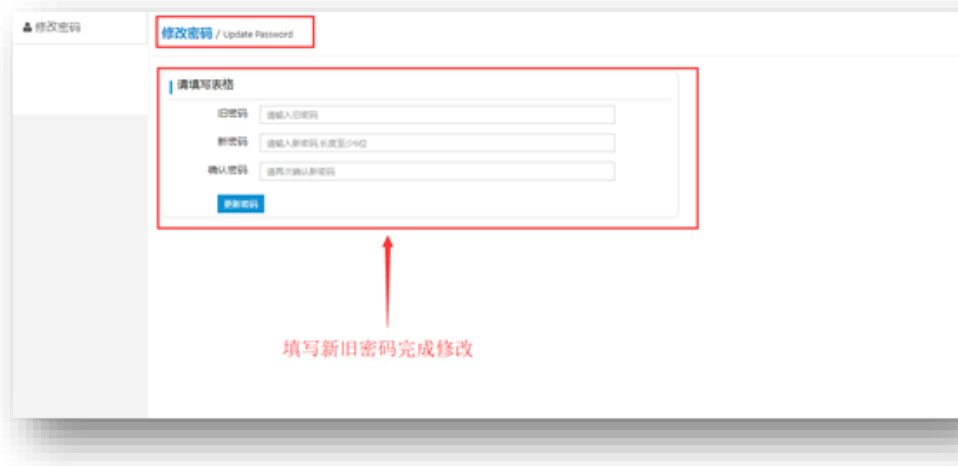 修改密码
修改密码 / Update Password
请填写表格
旧密码 请输入旧密码
新密码 请输入新密码,长度至少6位
确认密码 请再次确认新密码
更新密码
填写新旧密码完成修改